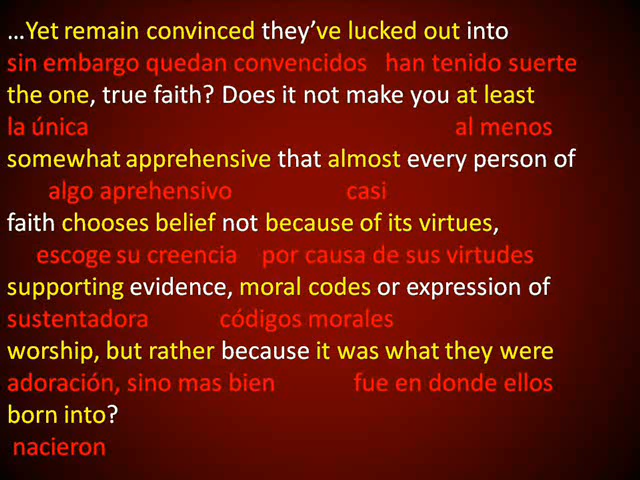 …Yet remain convinced they’ve lucked out into
sin embargo quedan convencidos han tenido suerte
the one, true faith? Does it not make you at least
la única al menos
somewhat apprehensive that almost every person of
algo aprehensivo casi
faith chooses belief not because of its virtues,
escoge su creencia por causa de sus virtudes
supporting evidence, moral codes or expression of
sustentadora códigos morales
worship, but rather because it was what they were
adoración, sino mas bien fue en donde ellos
born into?
nacieron